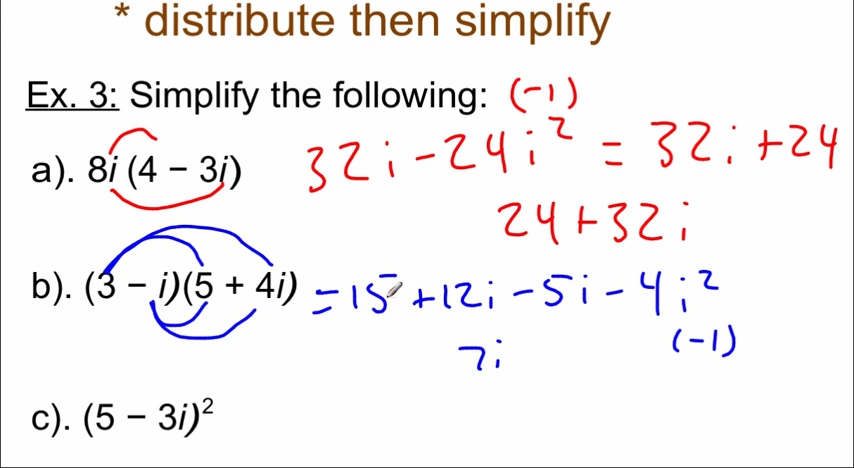 * distribute then simplify
Ex. 3: Simplify the following: (-1)
a). 8i (4 − 3i) 32i - 24i² = 32i + 24
24 + 32i
b). (3 − i)(5 + 4i) = 15 + 12i - 5i - 4i²
7i (-1)
c). (5 − 3i)²